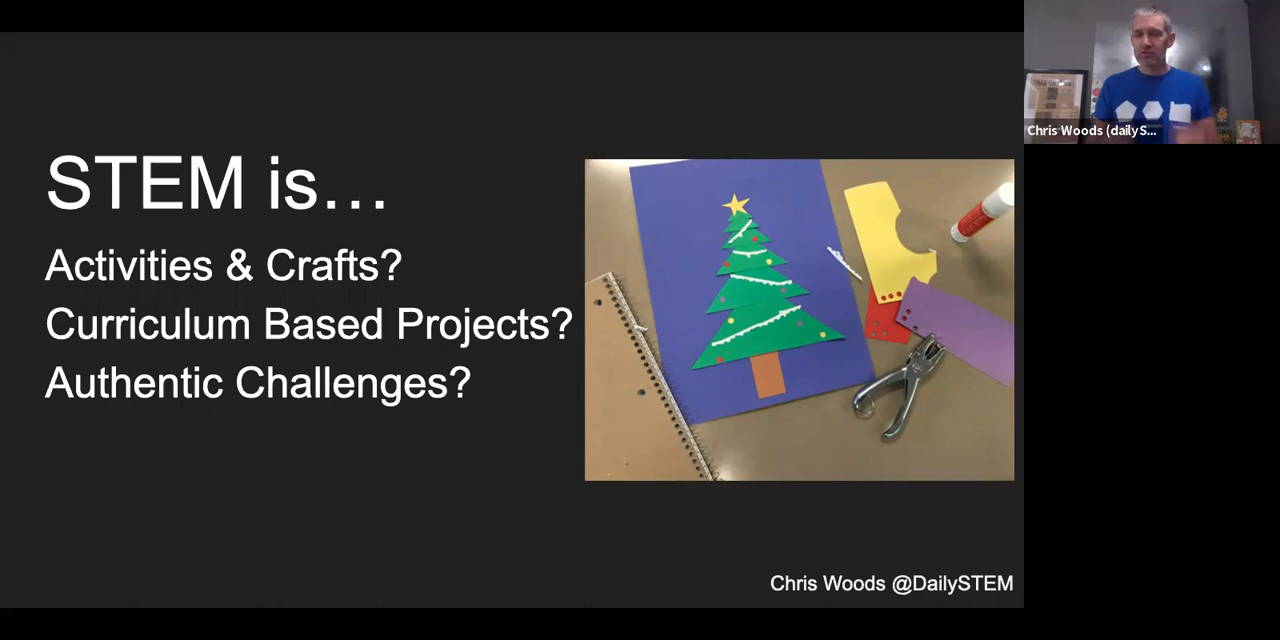 STEM is…
Activities & Crafts?
Curriculum Based Projects?
Authentic Challenges?
Chris Woods @DailySTEM
Chris Woods (dailyS...